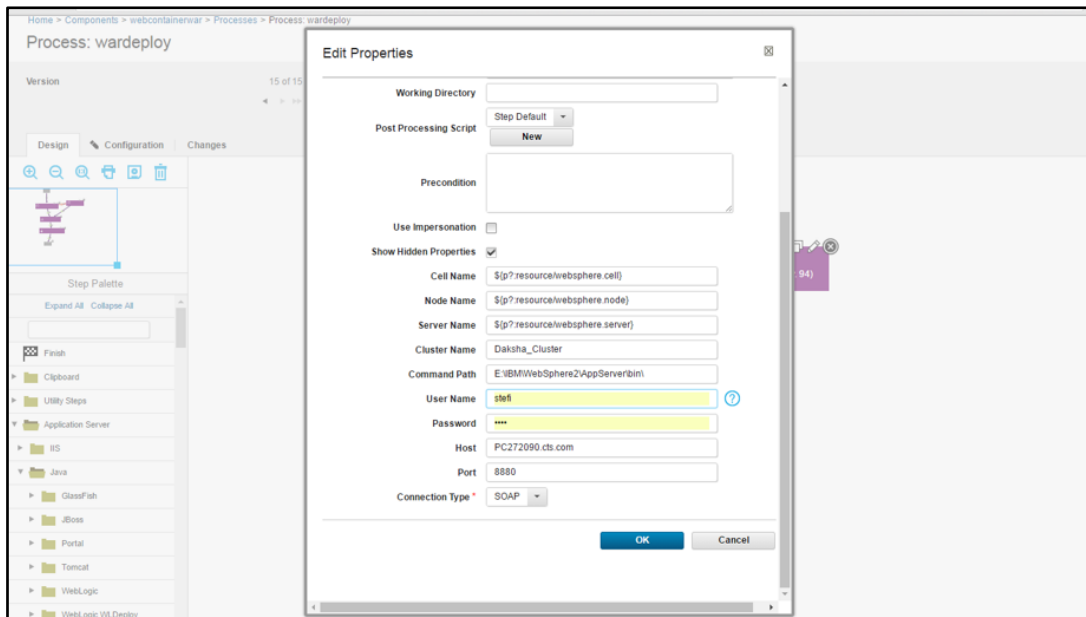 Home > Components > webcontainerwar > Processes > Process: wardeploy
Process: wardeploy
Version
15 of 15
Design
Configuration
Changes
Step Palette
Expand All Collapse All
Finish
Clipboard
Utility Steps
Application Server
IIS
Java
GlassFish
JBoss
Portal
Tomcat
WebLogic
WebLogic WLDeploy
Edit Properties
Working Directory
Post Processing Script
Step Default
New
Precondition
Use Impersonation
Show Hidden Properties
Cell Name ${p?:resource/websphere.cell}
Node Name ${p?:resource/websphere.node}
Server Name ${p?:resource/websphere.server}
Cluster Name Daksha_Cluster
Command Path E:\IBM\WebSphere2\AppServer\bin\
User Name stefi
Password ••••
Host PC272090.cts.com
Port 8880
Connection Type * SOAP
OK Cancel
94)